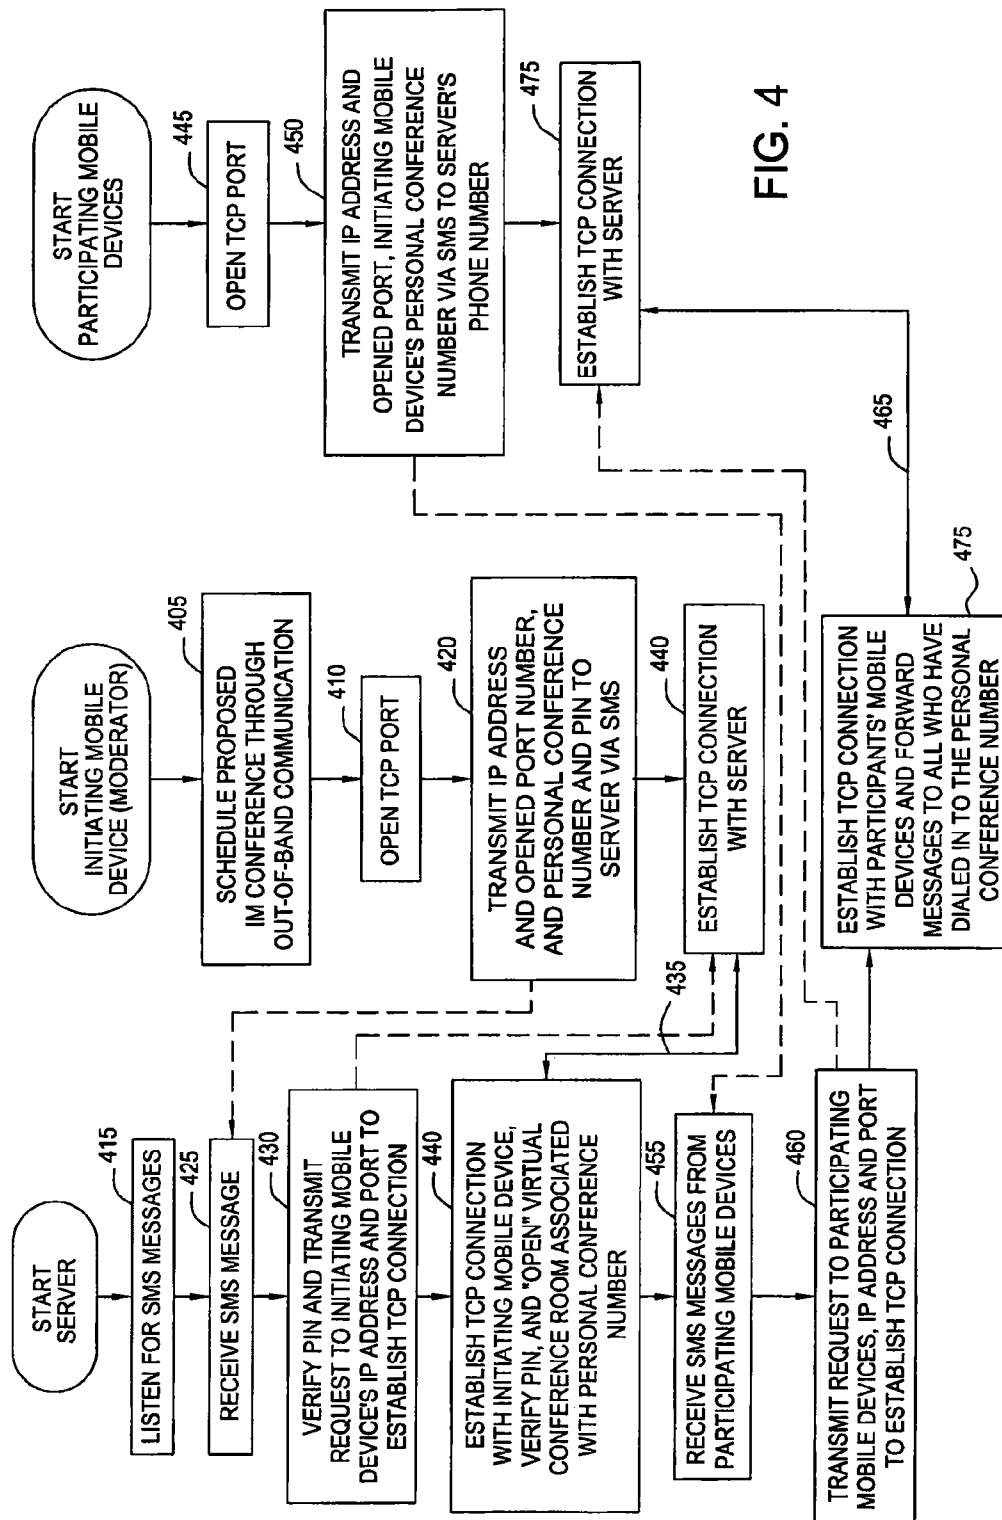 START
SERVER
415
LISTEN FOR SMS MESSAGES
425
RECEIVE SMS MESSAGE
430
VERIFY PIN AND TRANSMIT
REQUEST TO INITIATING MOBILE
DEVICE'S IP ADDRESS AND PORT TO
ESTABLISH TCP CONNECTION
440
ESTABLISH TCP CONNECTION
WITH INITIATING MOBILE DEVICE,
VERIFY PIN, AND "OPEN" VIRTUAL
CONFERENCE ROOM ASSOCIATED
WITH PERSONAL CONFERENCE
NUMBER
455
RECEIVE SMS MESSAGES FROM
PARTICIPATING MOBILE DEVICES
460
TRANSMIT REQUEST TO PARTICIPATING
MOBILE DEVICES, IP ADDRESS AND PORT
TO ESTABLISH TCP CONNECTION
START
INITIATING MOBILE
DEVICE (MODERATOR)
405
SCHEDULE PROPOSED
IM CONFERENCE THROUGH
OUT-OF-BAND COMMUNICATION
410
OPEN TCP PORT
420
TRANSMIT IP ADDRESS
AND OPENED PORT NUMBER,
AND PERSONAL CONFERENCE
NUMBER AND PIN TO
SERVER VIA SMS
440
ESTABLISH TCP CONNECTION
WITH SERVER
435
ESTABLISH TCP CONNECTION
WITH PARTICIPANTS' MOBILE
DEVICES AND FORWARD
MESSAGES TO ALL WHO HAVE
DIALED IN TO THE PERSONAL
CONFERENCE NUMBER
475
START
PARTICIPATING MOBILE
DEVICES
445
OPEN TCP PORT
450
TRANSMIT IP ADDRESS AND
OPENED PORT, INITIATING MOBILE
DEVICE'S PERSONAL CONFERENCE
NUMBER VIA SMS TO SERVER'S
PHONE NUMBER
475
ESTABLISH TCP CONNECTION
WITH SERVER
465
FIG. 4